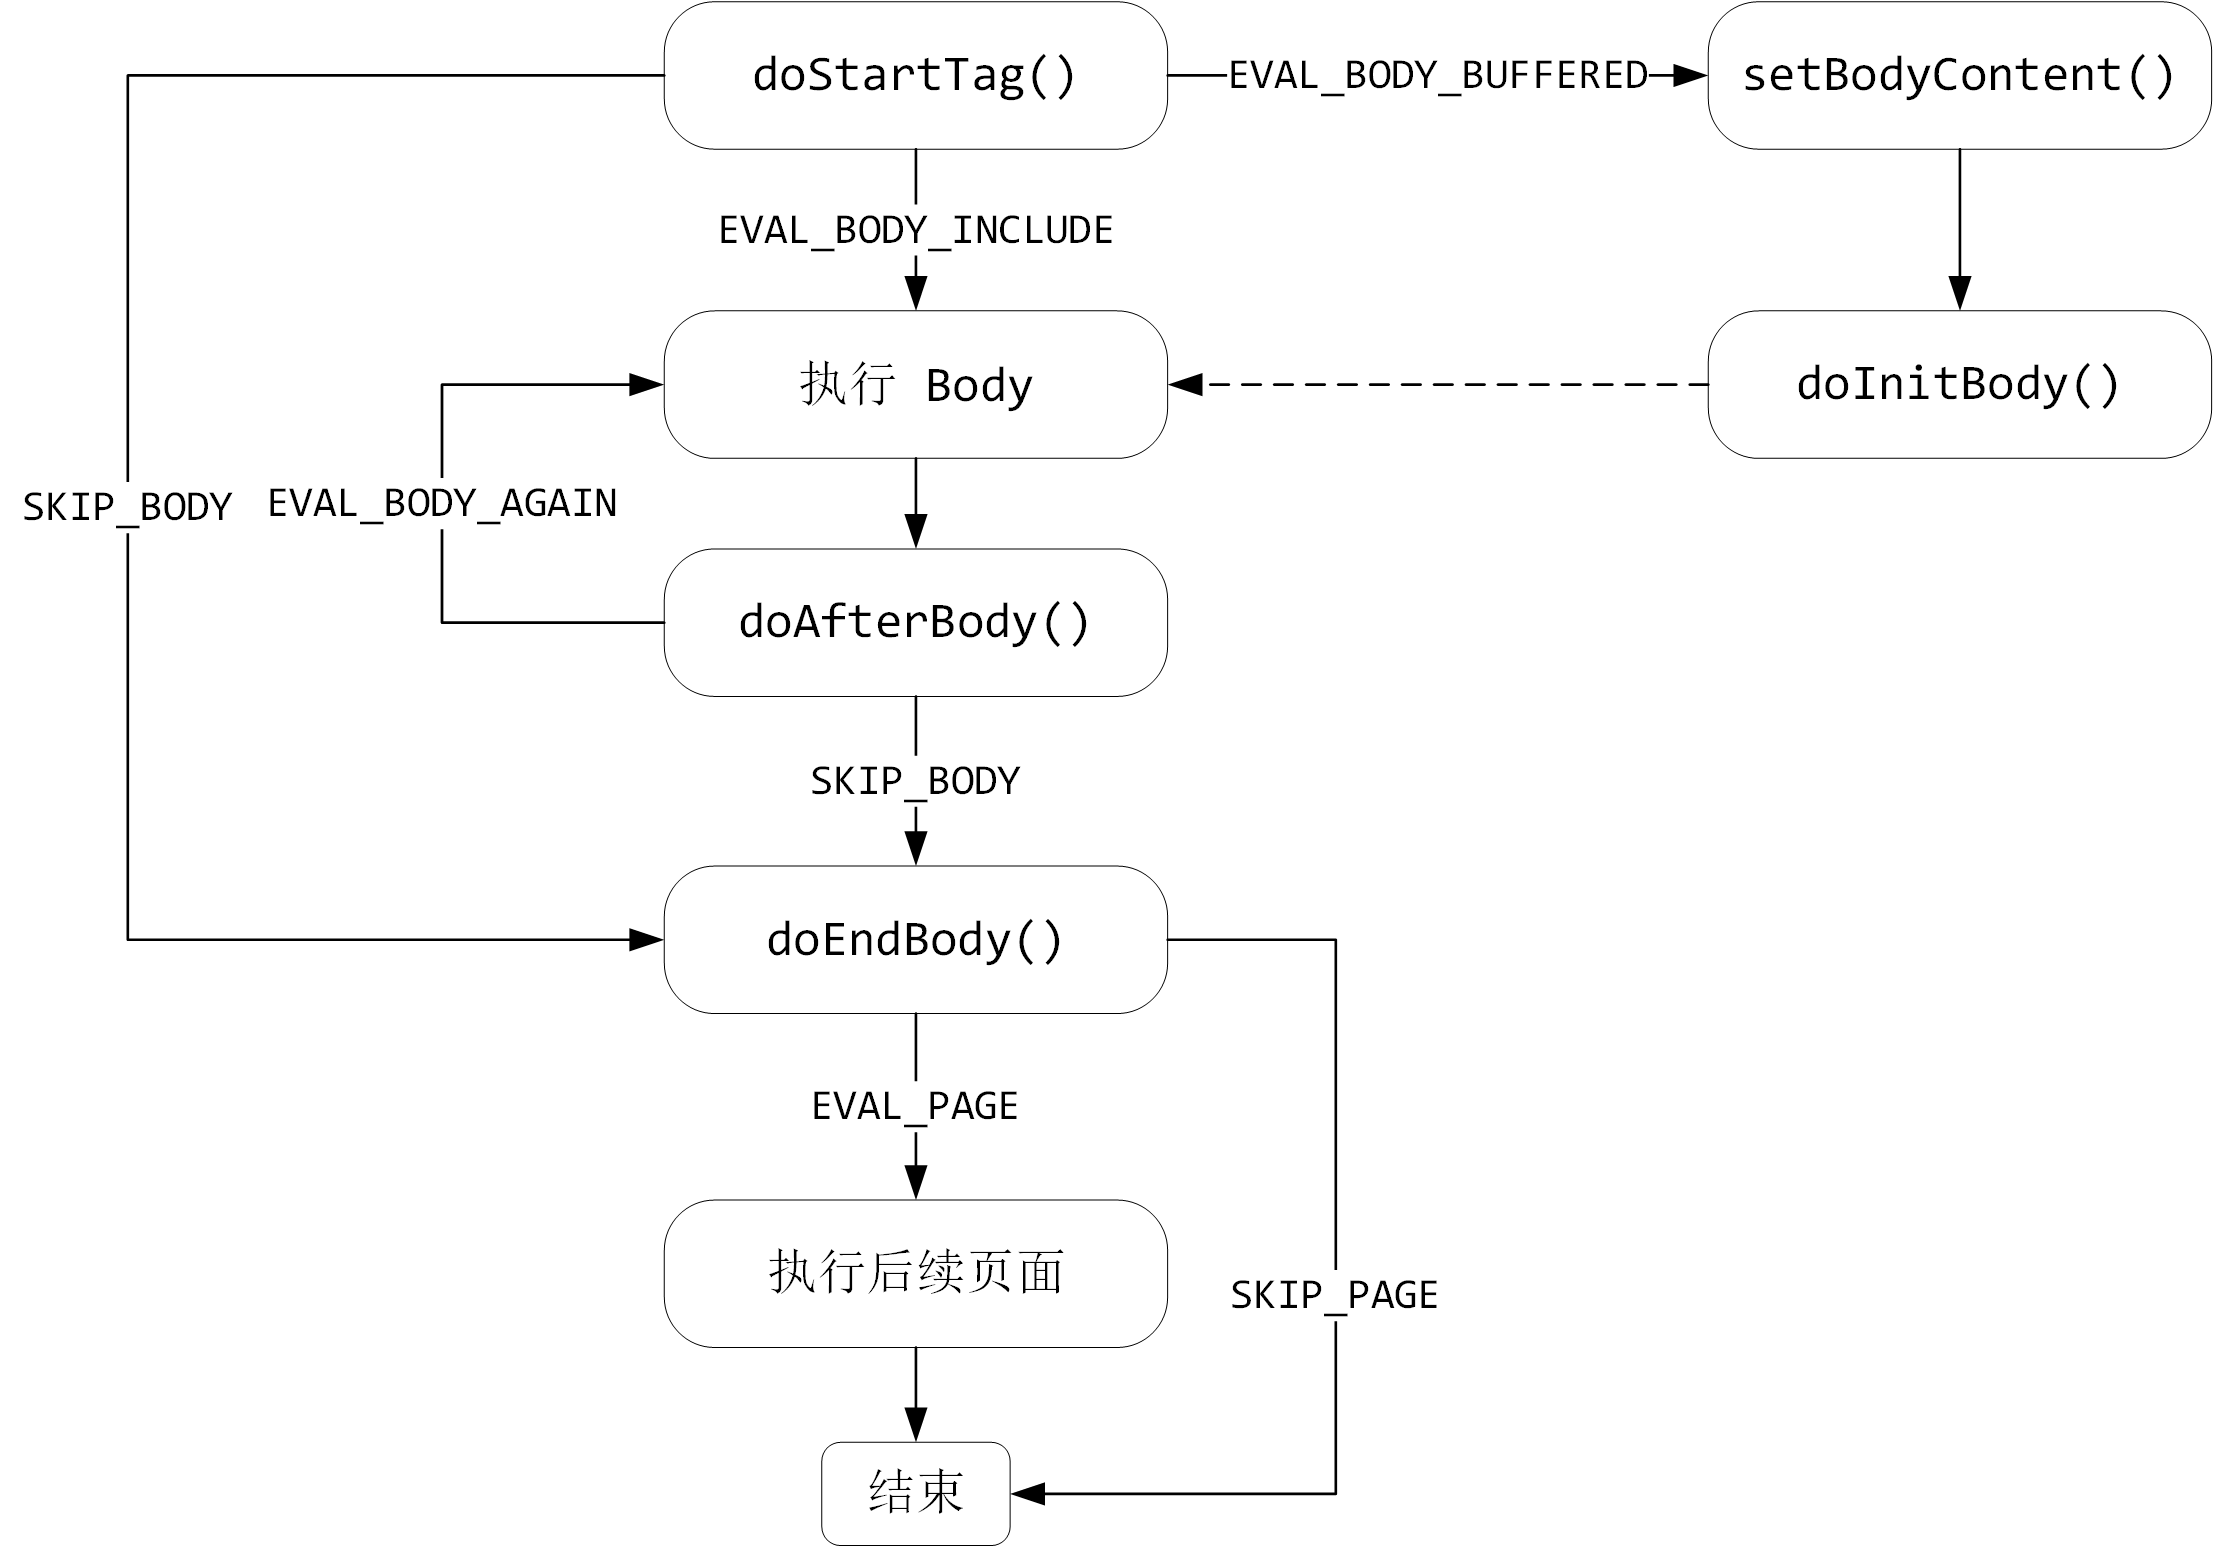 doStartTag()
EVAL_BODY_BUFFERED
setBodyContent()
EVAL_BODY_INCLUDE
执行 Body
doInitBody()
SKIP_BODY
EVAL_BODY_AGAIN
doAfterBody()
SKIP_BODY
doEndBody()
EVAL_PAGE
执行后续页面
SKIP_PAGE
结束